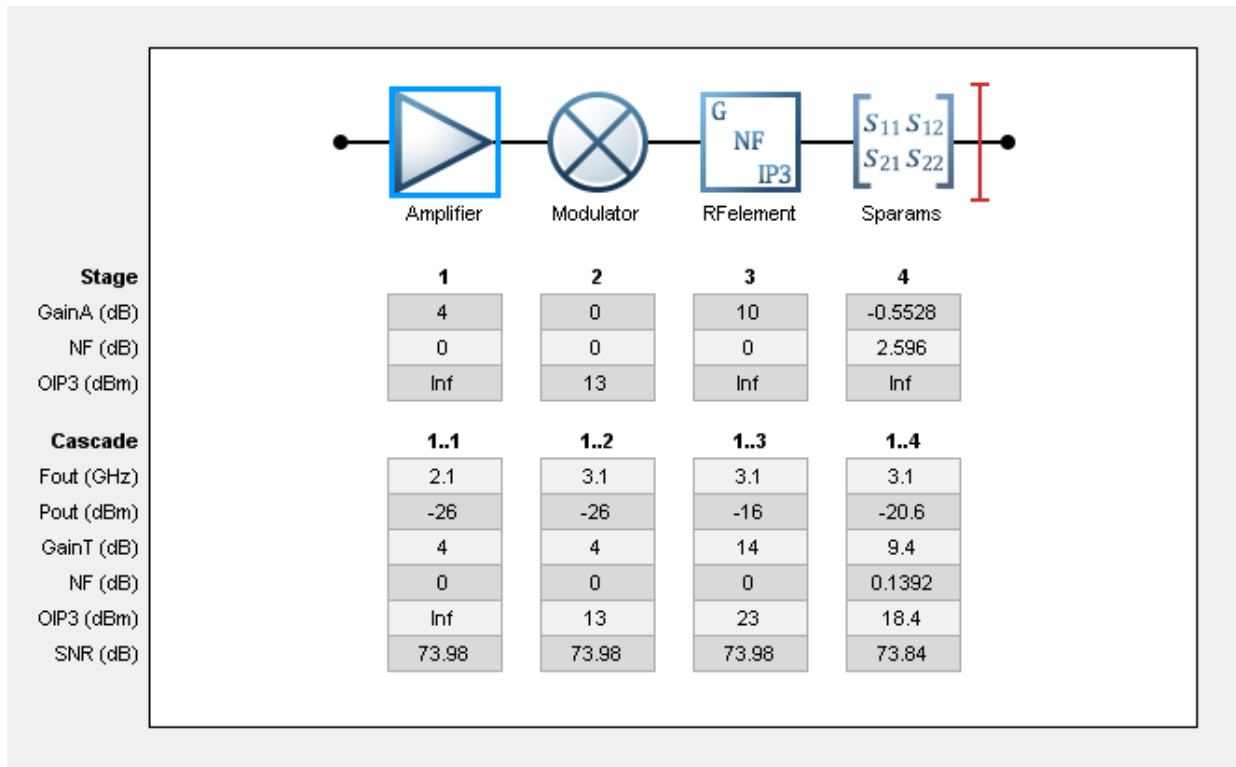 G
NF
IP3
S11 S12
S21 S22
Amplifier Modulator RFelement Sparams
Stage 1 2 3 4
GainA (dB) 4 0 10 -0.5528
NF (dB) 0 0 0 2.596
OIP3 (dBm) Inf 13 Inf Inf
Cascade 1..1 1..2 1..3 1..4
Fout (GHz) 2.1 3.1 3.1 3.1
Pout (dBm) -26 -26 -16 -20.6
GainT (dB) 4 4 14 9.4
NF (dB) 0 0 0 0.1392
OIP3 (dBm) Inf 13 23 18.4
SNR (dB) 73.98 73.98 73.98 73.84